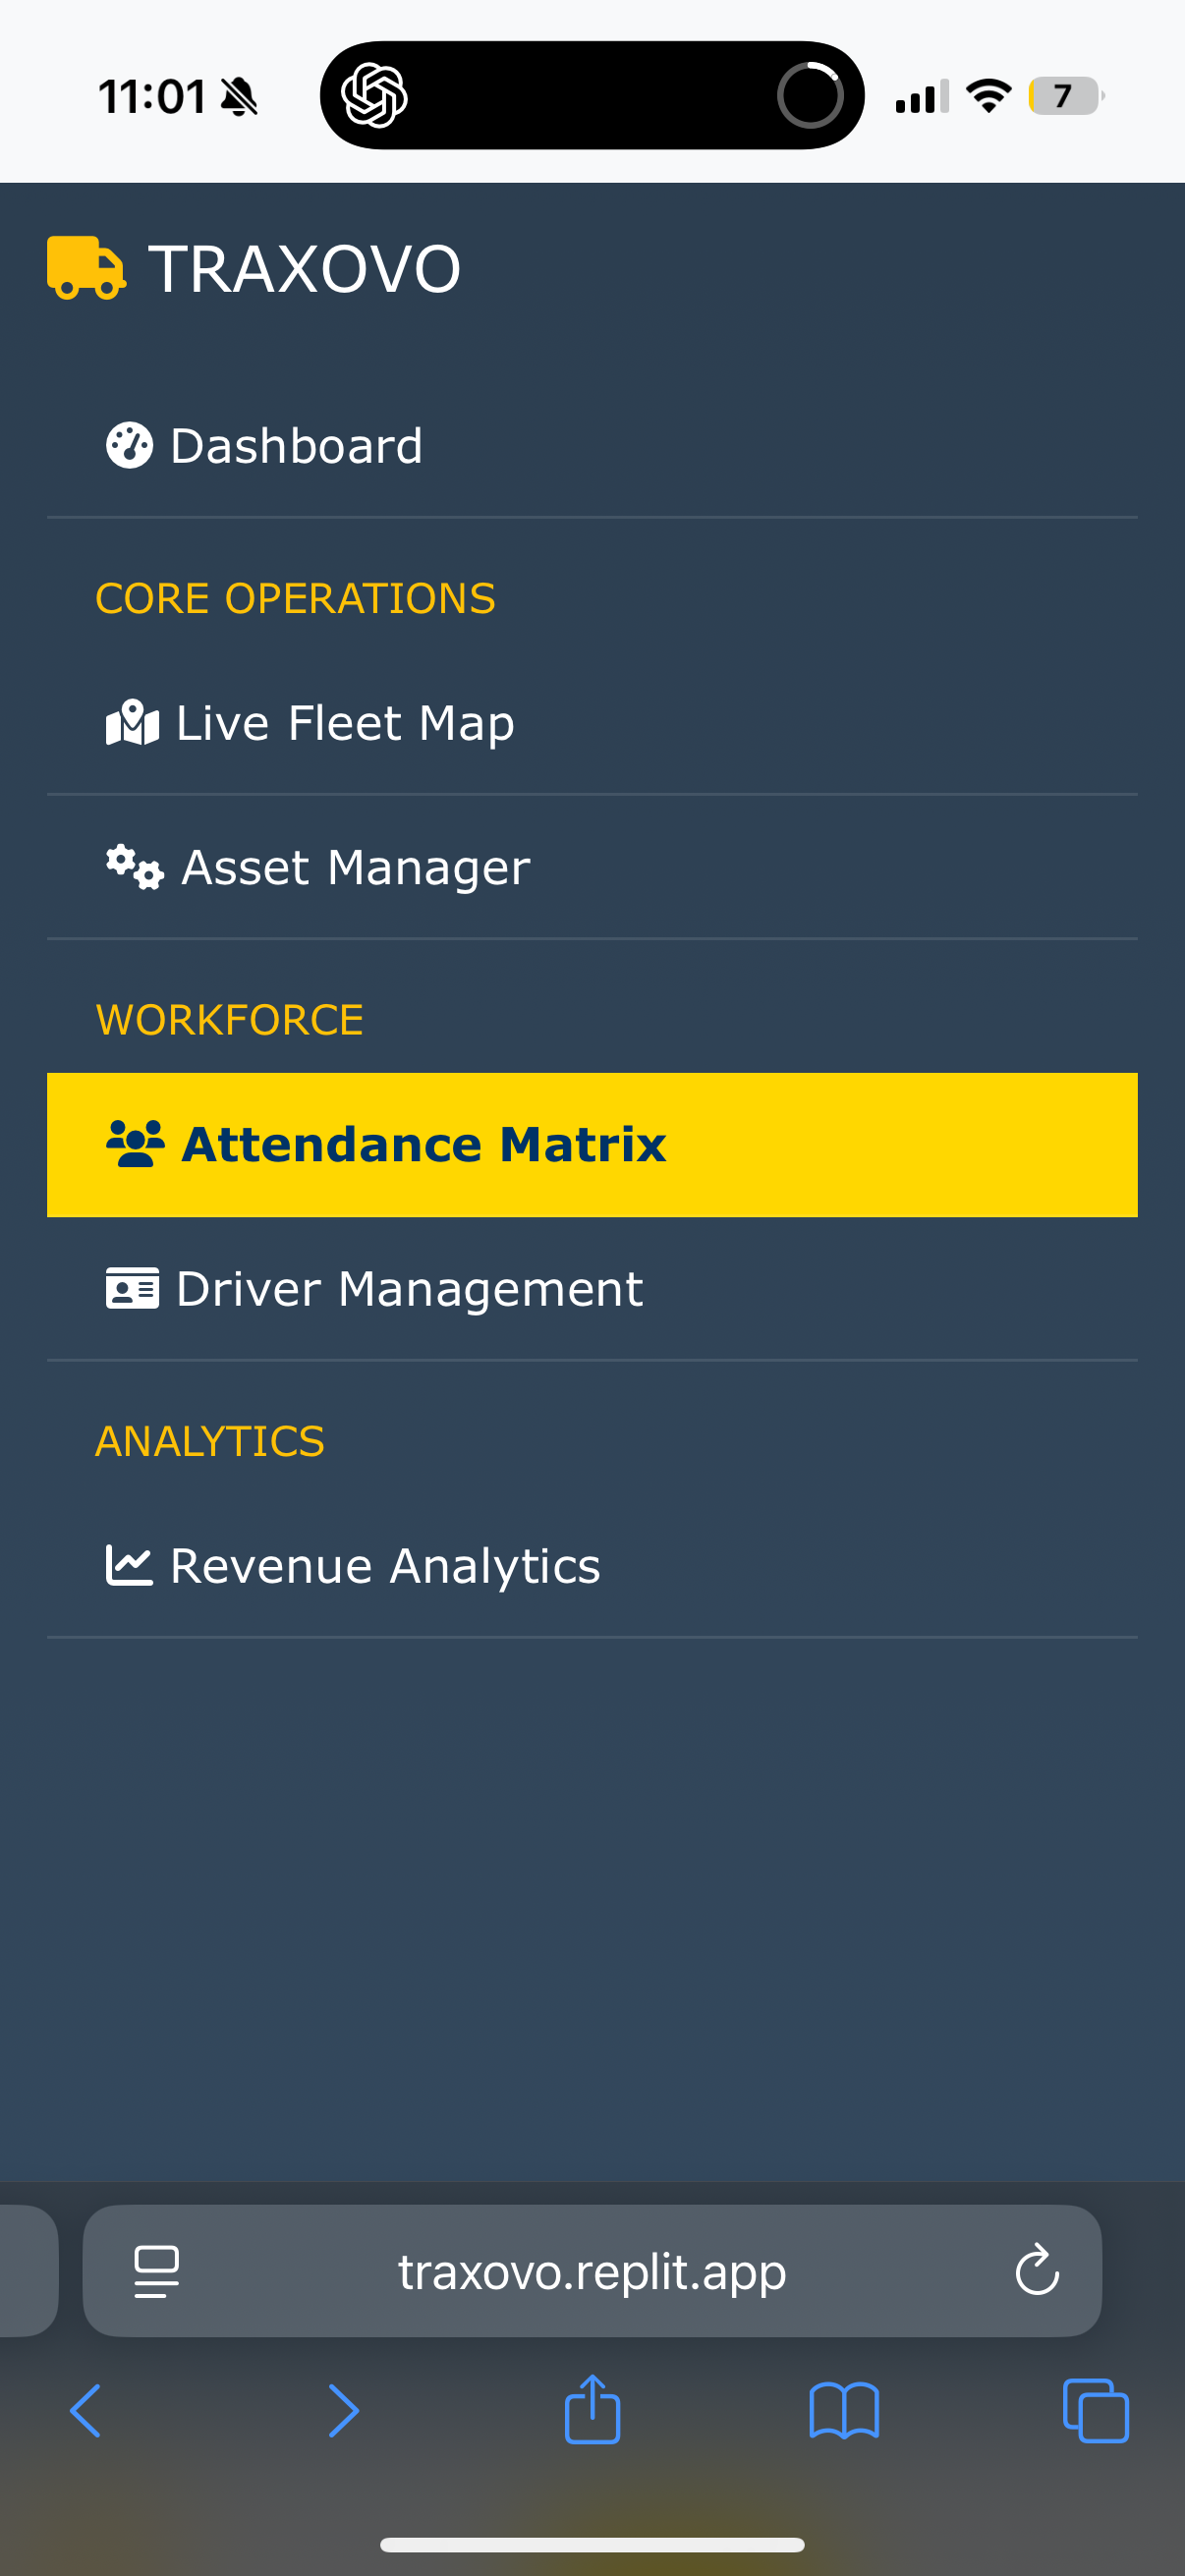 11:01
7
TRAXOVO
Dashboard
CORE OPERATIONS
Live Fleet Map
Asset Manager
WORKFORCE
Attendance Matrix
Driver Management
ANALYTICS
Revenue Analytics
traxovo.replit.app